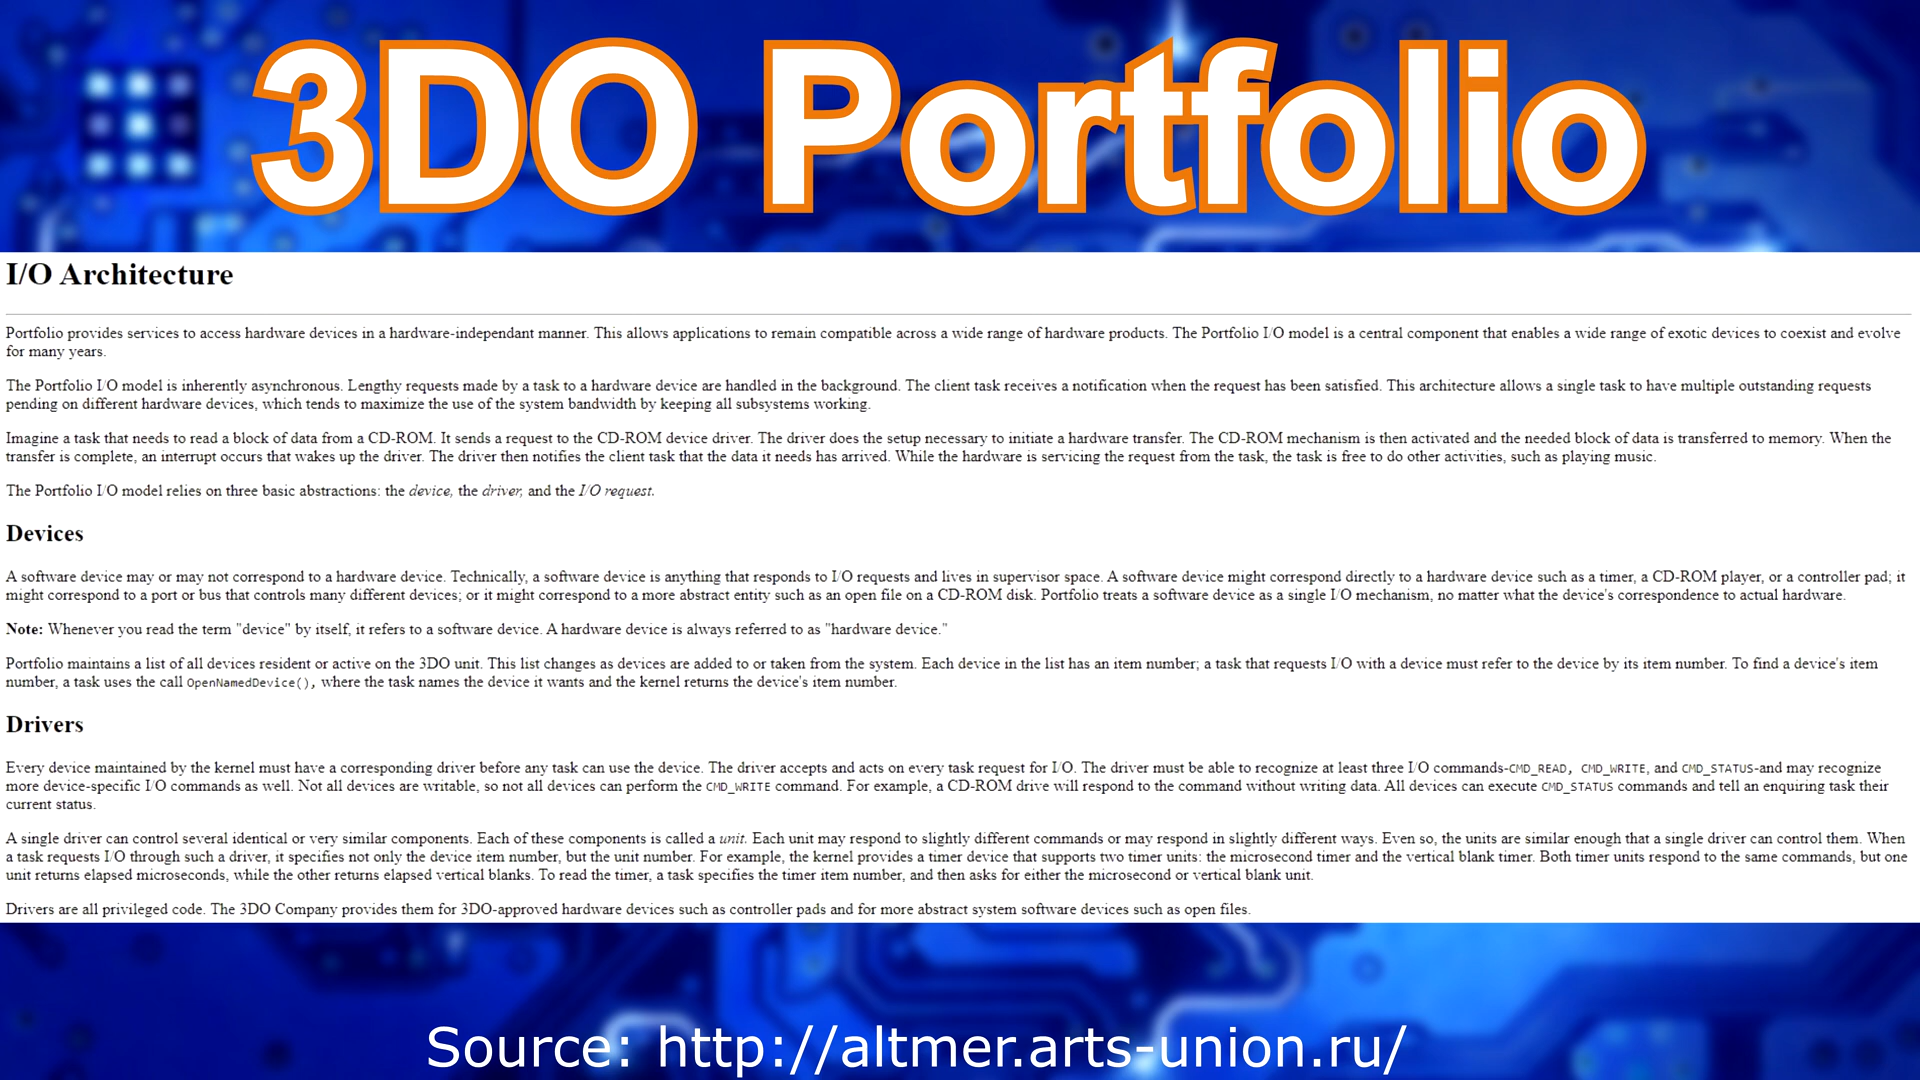 3DO Portfolio
I/O Architecture
Portfolio provides services to access hardware devices in a hardware-independant manner. This allows applications to remain compatible across a wide range of hardware products. The Portfolio I/O model is a central component that enables a wide range of exotic devices to coexist and evolve
for many years.
The Portfolio I/O model is inherently asynchronous. Lengthy requests made by a task to a hardware device are handled in the background. The client task receives a notification when the request has been satisfied. This architecture allows a single task to have multiple outstanding requests
pending on different hardware devices, which tends to maximize the use of the system bandwidth by keeping all subsystems working.
Imagine a task that needs to read a block of data from a CD-ROM. It sends a request to the CD-ROM device driver. The driver does the setup necessary to initiate a hardware transfer. The CD-ROM mechanism is then activated and the needed block of data is transferred to memory. When the
transfer is complete, an interrupt occurs that wakes up the driver. The driver then notifies the client task that the data it needs has arrived. While the hardware is servicing the request from the task, the task is free to do other activities, such as playing music.
The Portfolio I/O model relies on three basic abstractions: the device, the driver, and the I/O request.
Devices
A software device may or may not correspond to a hardware device. Technically, a software device is anything that responds to I/O requests and lives in supervisor space. A software device might correspond directly to a hardware device such as a timer, a CD-ROM player, or a controller pad; it
might correspond to a port or bus that controls many different devices; or it might correspond to a more abstract entity such as an open file on a CD-ROM disk. Portfolio treats a software device as a single I/O mechanism, no matter what the device's correspondence to actual hardware.
Note: Whenever you read the term "device" by itself, it refers to a software device. A hardware device is always referred to as "hardware device."
Portfolio maintains a list of all devices resident or active on the 3DO unit. This list changes as devices are added to or taken from the system. Each device in the list has an item number; a task that requests I/O with a device must refer to the device by its item number. To find a device's item
number, a task uses the call OpenNamedDevice(), where the task names the device it wants and the kernel returns the device's item number.
Drivers
Every device maintained by the kernel must have a corresponding driver before any task can use the device. The driver accepts and acts on every task request for I/O. The driver must be able to recognize at least three I/O commands-CMD_READ, CMD_WRITE, and CMD_STATUS-and may recognize
more device-specific I/O commands as well. Not all devices are writable, so not all devices can perform the CMD_WRITE command. For example, a CD-ROM drive will respond to the command without writing data. All devices can execute CMD_STATUS commands and tell an enquiring task their
current status.
A single driver can control several identical or very similar components. Each of these components is called a unit. Each unit may respond to slightly different commands or may respond in slightly different ways. Even so, the units are similar enough that a single driver can control them. When
a task requests I/O through such a driver, it specifies not only the device item number, but the unit number. For example, the kernel provides a timer device that supports two timer units: the microsecond timer and the vertical blank timer. Both timer units respond to the same commands, but one
unit returns elapsed microseconds, while the other returns elapsed vertical blanks. To read the timer, a task specifies the timer item number, and then asks for either the microsecond or vertical blank unit.
Drivers are all privileged code. The 3DO Company provides them for 3DO-approved hardware devices such as controller pads and for more abstract system software devices such as open files.
Source: http://altmer.arts-union.ru/